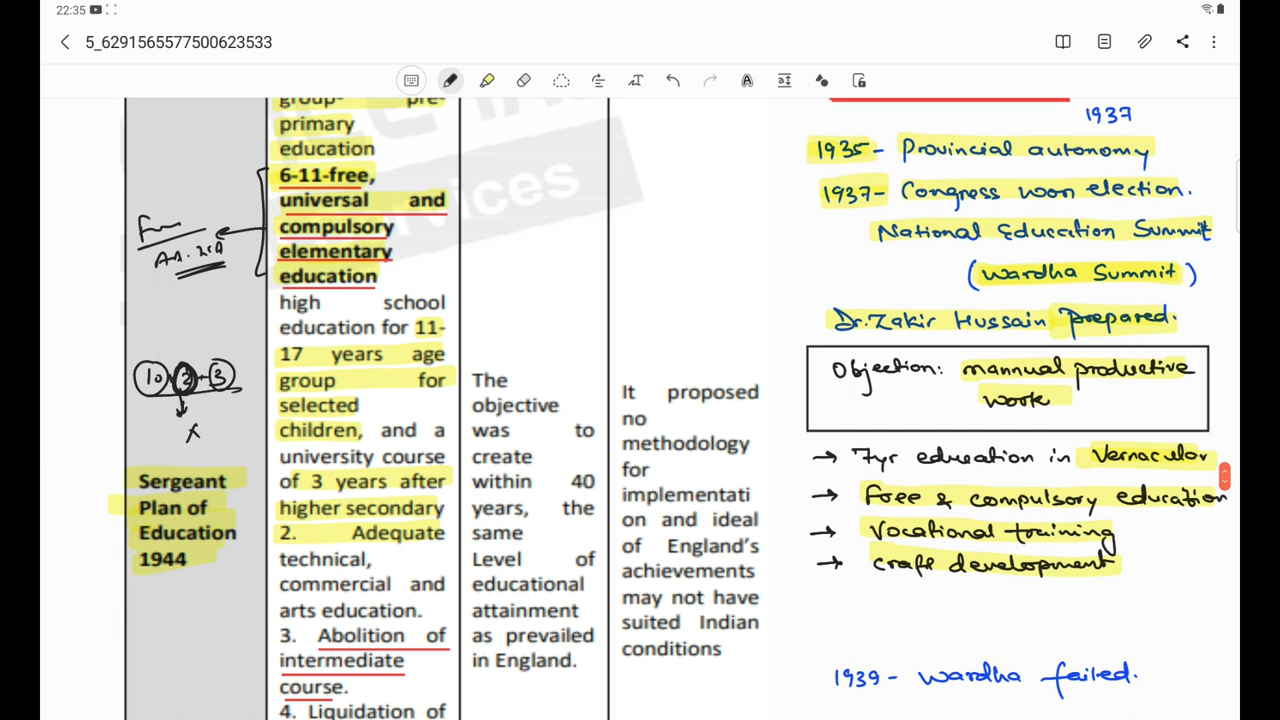 22:35
5_6291565577500623533
group- pre-
primary
education
6-11-free,
universal and
compulsory
elementary
education
high school
education for 11-
17 years age
group for
selected
children, and a
university course
of 3 years after
higher secondary
2. Adequate
technical,
commercial and
arts education.
3. Abolition of
intermediate
course.
4. Liquidation of
10 2 3
x
Sergeant
Plan of
Education
1944
The
objective
was to
create
within 40
years, the
same
Level of
educational
attainment
as prevailed
in England.
It proposed
no
methodology
for
implementati
on and ideal
of England's
achievements
may not have
suited Indian
conditions
ervices
1937
1935- Provincial autonomy
1937- Congress won election.
National Education Summit
(Wardha Summit)
Dr. Zakir Hussain prepared.
Objection: mannual productive
work
→ 7yr education in Vernacular
→ Free & compulsory education
→ Vocational training
→ craft development
1939- Wardha failed.